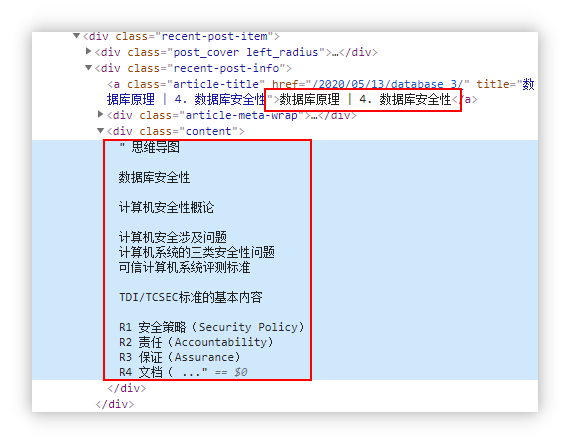 <div class="recent-post-item">
<div class="post_cover left_radius">…</div>
<div class="recent-post-info">
<a class="article-title" href="/2020/05/13/database_3/" title="数
据库原理 | 4. 数据库安全性">数据库原理 | 4. 数据库安全性</a>
<div class="article-meta-wrap">…</div>
<div class="content">
" 思维导图
数据库安全性
计算机安全性概论
计算机安全涉及问题
计算机系统的三类安全性问题
可信计算机系统评测标准
TDI/TCSEC标准的基本内容
R1 安全策略（Security Policy）
R2 责任（Accountability）
R3 保证（Assurance）
R4 文档（ ..." == $0
</div>
</div>